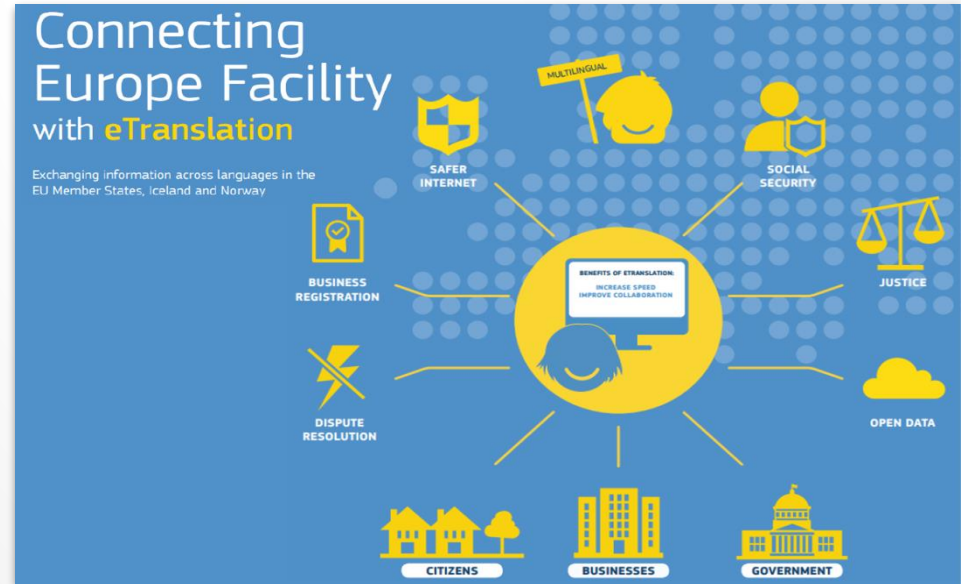 Connecting
Europe Facility
with eTranslation
Exchanging information across languages in the
EU Member States, Iceland and Norway
MULTILINGUAL
SAFER
INTERNET
SOCIAL
SECURITY
BUSINESS
REGISTRATION
BENEFITS OF ETRANSLATION:
INCREASE SPEED
IMPROVE COLLABORATION
JUSTICE
DISPUTE
RESOLUTION
OPEN DATA
CITIZENS
BUSINESSES
GOVERNMENT